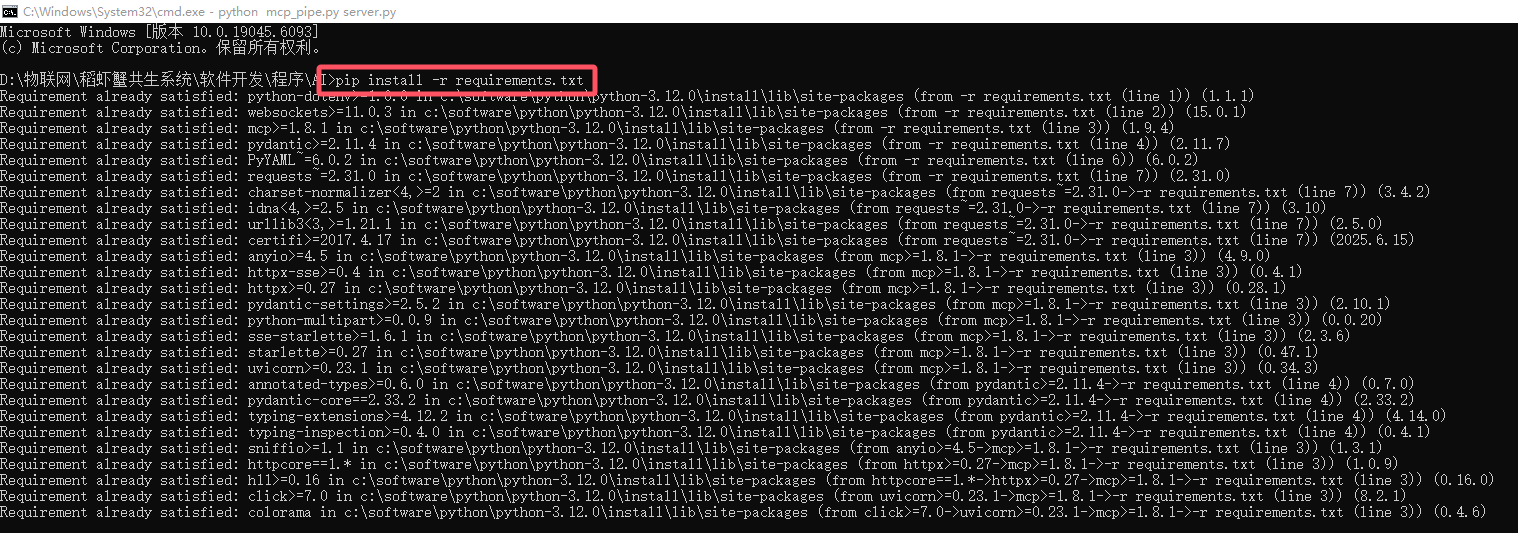 C:\Windows\System32\cmd.exe - python  mcp_pipe.py server.py
Microsoft Windows [版本 10.0.19045.6093]
(c) Microsoft Corporation。保留所有权利。
D:\物联网\稻虾蟹共生系统\软件开发\程序\AI>pip install -r requirements.txt
Requirement already satisfied: python-dotenv>=1.0.0 in c:\software\python\python-3.12.0\install\lib\site-packages (from -r requirements.txt (line 1)) (1.1.1)
Requirement already satisfied: websockets>=11.0.3 in c:\software\python\python-3.12.0\install\lib\site-packages (from -r requirements.txt (line 2)) (15.0.1)
Requirement already satisfied: mcp>=1.8.1 in c:\software\python\python-3.12.0\install\lib\site-packages (from -r requirements.txt (line 3)) (1.9.4)
Requirement already satisfied: pydantic>=2.11.4 in c:\software\python\python-3.12.0\install\lib\site-packages (from -r requirements.txt (line 4)) (2.11.7)
Requirement already satisfied: PyYAML~=6.0.2 in c:\software\python\python-3.12.0\install\lib\site-packages (from -r requirements.txt (line 6)) (6.0.2)
Requirement already satisfied: requests~=2.31.0 in c:\software\python\python-3.12.0\install\lib\site-packages (from -r requirements.txt (line 7)) (2.31.0)
Requirement already satisfied: charset-normalizer<4,>=2 in c:\software\python\python-3.12.0\install\lib\site-packages (from requests~=2.31.0->-r requirements.txt (line 7)) (3.4.2)
Requirement already satisfied: idna<4,>=2.5 in c:\software\python\python-3.12.0\install\lib\site-packages (from requests~=2.31.0->-r requirements.txt (line 7)) (3.10)
Requirement already satisfied: urllib3<3,>=1.21.1 in c:\software\python\python-3.12.0\install\lib\site-packages (from requests~=2.31.0->-r requirements.txt (line 7)) (2.5.0)
Requirement already satisfied: certifi>=2017.4.17 in c:\software\python\python-3.12.0\install\lib\site-packages (from requests~=2.31.0->-r requirements.txt (line 7)) (2025.6.15)
Requirement already satisfied: anyio>=4.5 in c:\software\python\python-3.12.0\install\lib\site-packages (from mcp>=1.8.1->-r requirements.txt (line 3)) (4.9.0)
Requirement already satisfied: httpx-sse>=0.4 in c:\software\python\python-3.12.0\install\lib\site-packages (from mcp>=1.8.1->-r requirements.txt (line 3)) (0.4.1)
Requirement already satisfied: httpx>=0.27 in c:\software\python\python-3.12.0\install\lib\site-packages (from mcp>=1.8.1->-r requirements.txt (line 3)) (0.28.1)
Requirement already satisfied: pydantic-settings>=2.5.2 in c:\software\python\python-3.12.0\install\lib\site-packages (from mcp>=1.8.1->-r requirements.txt (line 3)) (2.10.1)
Requirement already satisfied: python-multipart>=0.0.9 in c:\software\python\python-3.12.0\install\lib\site-packages (from mcp>=1.8.1->-r requirements.txt (line 3)) (0.0.20)
Requirement already satisfied: sse-starlette>=1.6.1 in c:\software\python\python-3.12.0\install\lib\site-packages (from mcp>=1.8.1->-r requirements.txt (line 3)) (2.3.6)
Requirement already satisfied: starlette>=0.27 in c:\software\python\python-3.12.0\install\lib\site-packages (from mcp>=1.8.1->-r requirements.txt (line 3)) (0.47.1)
Requirement already satisfied: uvicorn>=0.23.1 in c:\software\python\python-3.12.0\install\lib\site-packages (from mcp>=1.8.1->-r requirements.txt (line 3)) (0.34.3)
Requirement already satisfied: annotated-types>=0.6.0 in c:\software\python\python-3.12.0\install\lib\site-packages (from pydantic>=2.11.4->-r requirements.txt (line 4)) (0.7.0)
Requirement already satisfied: pydantic-core==2.33.2 in c:\software\python\python-3.12.0\install\lib\site-packages (from pydantic>=2.11.4->-r requirements.txt (line 4)) (2.33.2)
Requirement already satisfied: typing-extensions>=4.12.2 in c:\software\python\python-3.12.0\install\lib\site-packages (from pydantic>=2.11.4->-r requirements.txt (line 4)) (4.14.0)
Requirement already satisfied: typing-inspection>=0.4.0 in c:\software\python\python-3.12.0\install\lib\site-packages (from pydantic>=2.11.4->-r requirements.txt (line 4)) (0.4.1)
Requirement already satisfied: sniffio>=1.1 in c:\software\python\python-3.12.0\install\lib\site-packages (from anyio>=4.5->mcp>=1.8.1->-r requirements.txt (line 3)) (1.3.1)
Requirement already satisfied: httpcore==1.* in c:\software\python\python-3.12.0\install\lib\site-packages (from httpx>=0.27->mcp>=1.8.1->-r requirements.txt (line 3)) (1.0.9)
Requirement already satisfied: h11>=0.16 in c:\software\python\python-3.12.0\install\lib\site-packages (from httpcore==1.*->httpx>=0.27->mcp>=1.8.1->-r requirements.txt (line 3)) (0.16.0)
Requirement already satisfied: click>=7.0 in c:\software\python\python-3.12.0\install\lib\site-packages (from uvicorn>=0.23.1->mcp>=1.8.1->-r requirements.txt (line 3)) (8.2.1)
Requirement already satisfied: colorama in c:\software\python\python-3.12.0\install\lib\site-packages (from click>=7.0->uvicorn>=0.23.1->mcp>=1.8.1->-r requirements.txt (line 3)) (0.4.6)